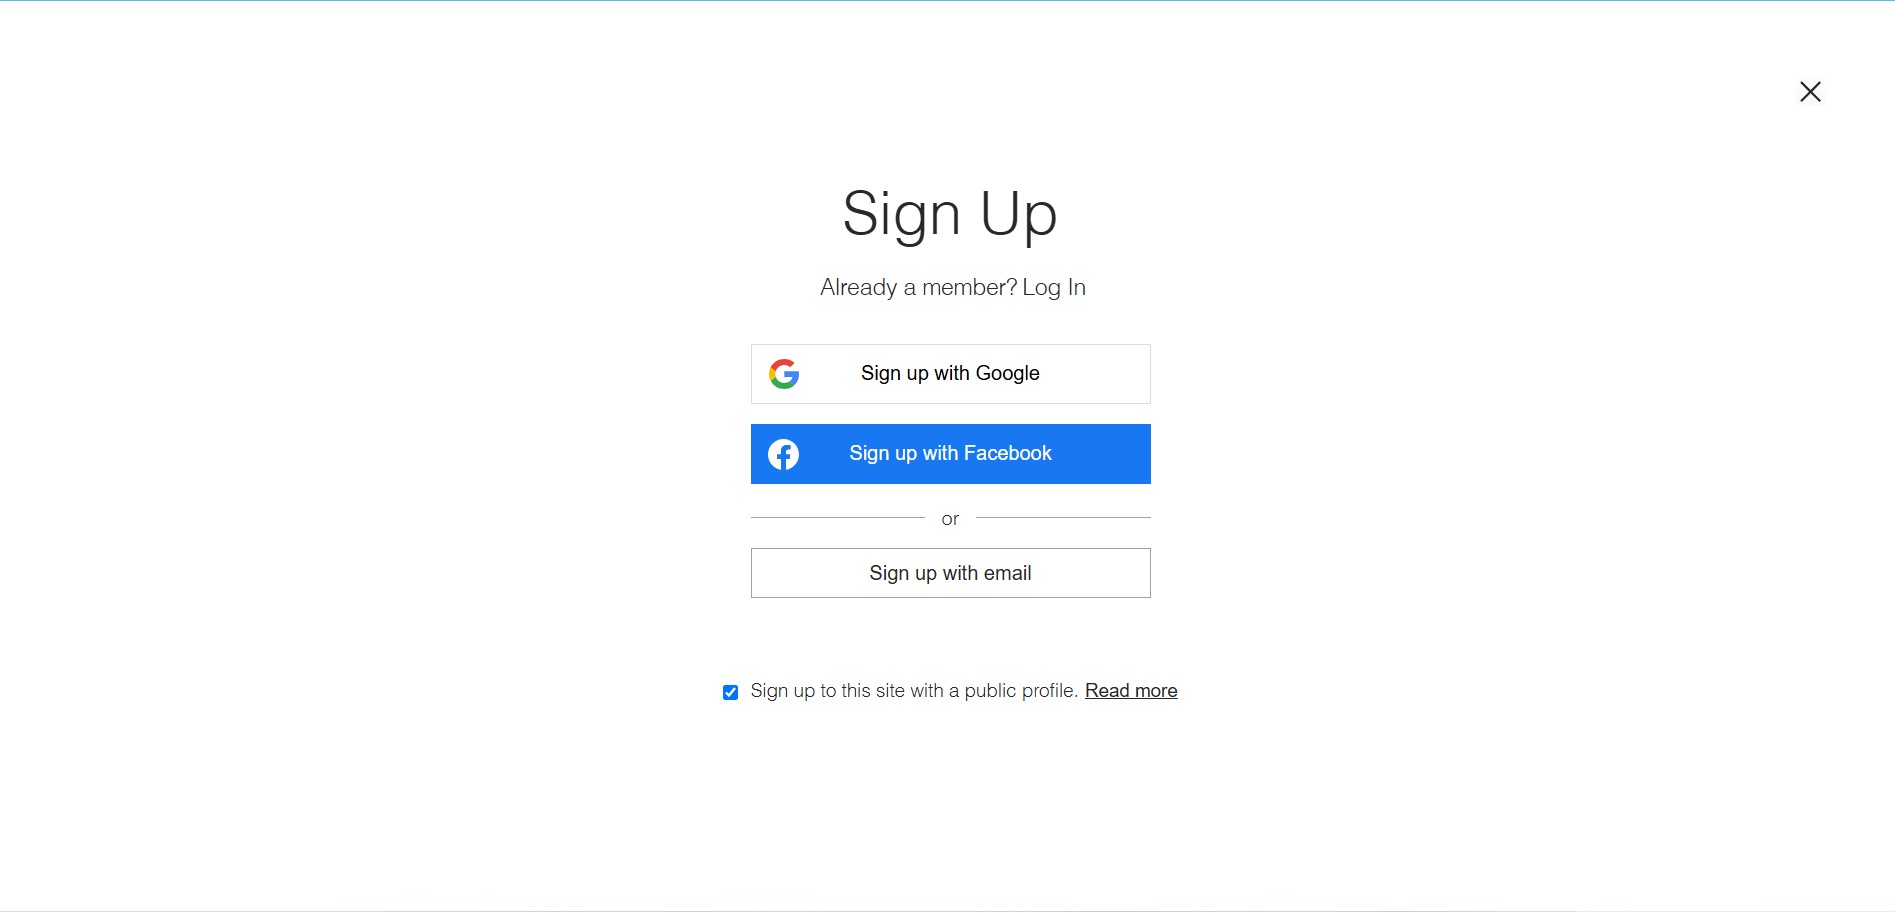 Sign Up
Already a member? Log In
Sign up with Google
Sign up with Facebook
or
Sign up with email
Sign up to this site with a public profile. Read more